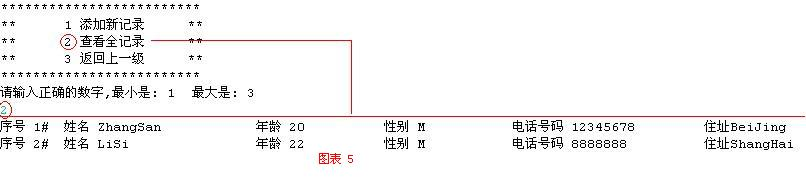 *************************
** 1 添加新记录 **
** 2 查看全记录 **
** 3 返回上一级 **
*************************
请输入正确的数字,最小是: 1 最大是: 3
2
序号 1# 姓名 ZhangSan 年龄 20 性别 M 电话号码 12345678 住址BeiJing
序号 2# 姓名 LiSi 年龄 22 性别 M 电话号码 8888888 住址ShangHai
图表 5